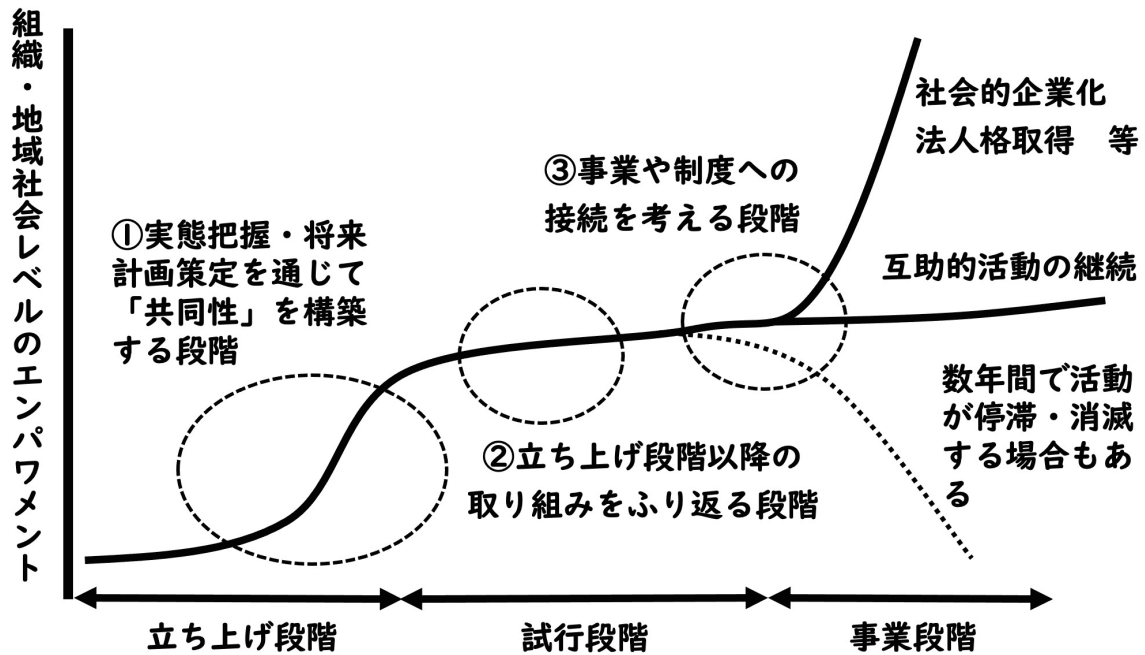 組織・地域社会レベルのエンパワメント
社会的企業化
法人格取得　等
③事業や制度への
接続を考える段階
①実態把握・将来
計画策定を通じて
「共同性」を構築
する段階
互助的活動の継続
数年間で活動
が停滞・消滅
する場合もあ
る
②立ち上げ段階以降の
取り組みをふり返る段階
立ち上げ段階
試行段階
事業段階